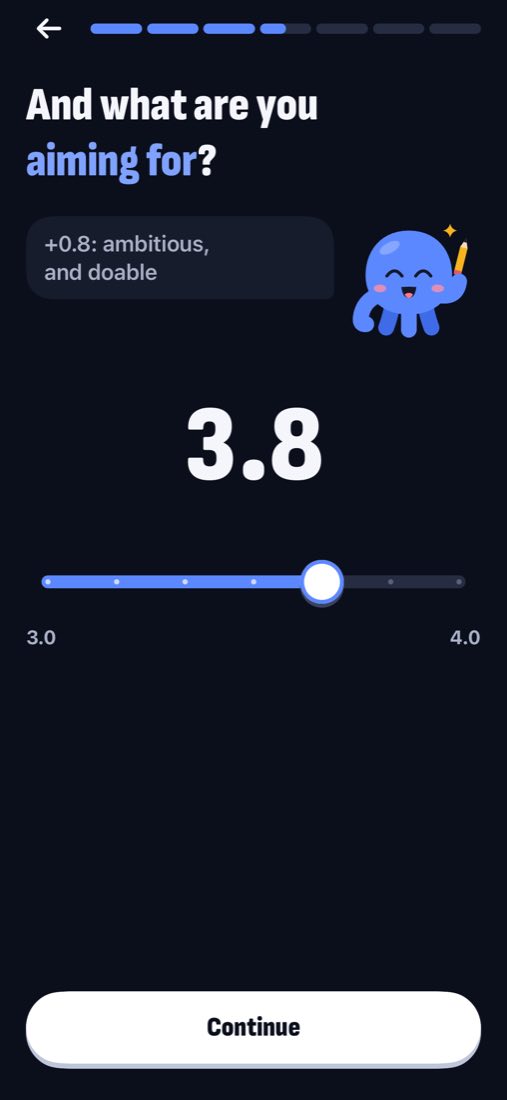 And what are you
aiming for?
+0.8: ambitious,
and doable
3.8
3.0
4.0
Continue